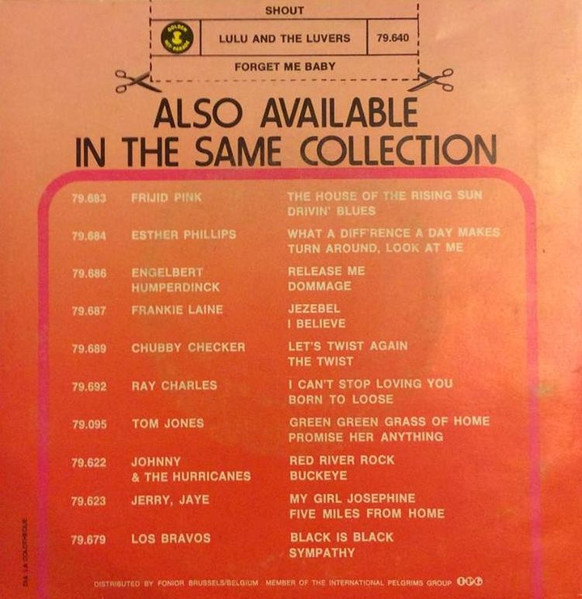 SHOUT
LULU AND THE LUVERS 79.640
FORGET ME BABY
ALSO AVAILABLE
IN THE SAME COLLECTION
79.683 FRIJID PINK THE HOUSE OF THE RISING SUN
DRIVIN' BLUES
79.684 ESTHER PHILLIPS WHAT A DIFF'RENCE A DAY MAKES
TURN AROUND, LOOK AT ME
79.686 ENGELBERT RELEASE ME
HUMPERDINCK DOMMAGE
79.687 FRANKIE LAINE JEZEBEL
I BELIEVE
79.689 CHUBBY CHECKER LET'S TWIST AGAIN
THE TWIST
79.692 RAY CHARLES I CAN'T STOP LOVING YOU
BORN TO LOOSE
79.095 TOM JONES GREEN GREEN GRASS OF HOME
PROMISE HER ANYTHING
79.622 JOHNNY RED RIVER ROCK
& THE HURRICANES BUCKEYE
79.623 JERRY, JAYE MY GIRL JOSEPHINE
FIVE MILES FROM HOME
79.679 LOS BRAVOS BLACK IS BLACK
SYMPATHY
DISTRIBUTED BY FONIOR BRUSSELS/BELGIUM MEMBER OF THE INTERNATIONAL PELGRIMS GROUP IPG